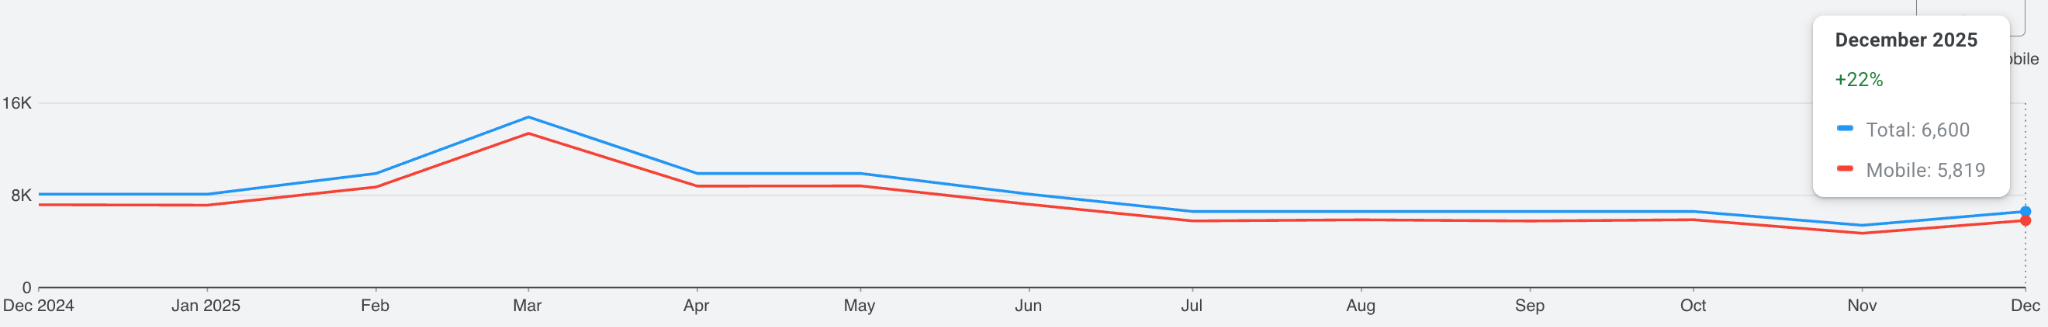 December 2025
+22%
obile
16K
Total: 6,600
Mobile: 5,819
8K
0
Dec 2024 Jan 2025 Feb Mar Apr May Jun Jul Aug Sep Oct Nov Dec